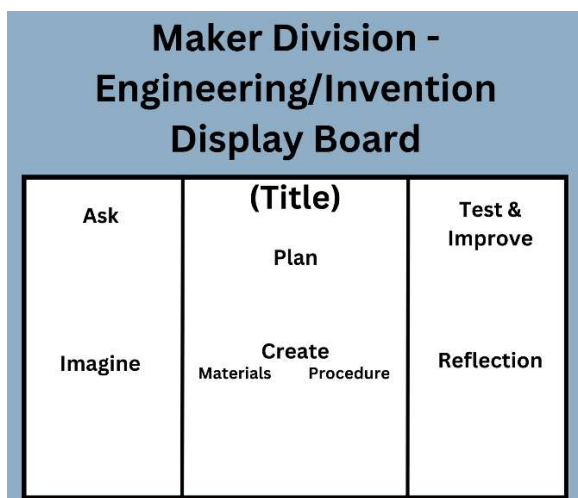 Maker Division -
Engineering/Invention
Display Board
Ask
Imagine
(Title)
Plan
Create
Materials Procedure
Test &
Improve
Reflection